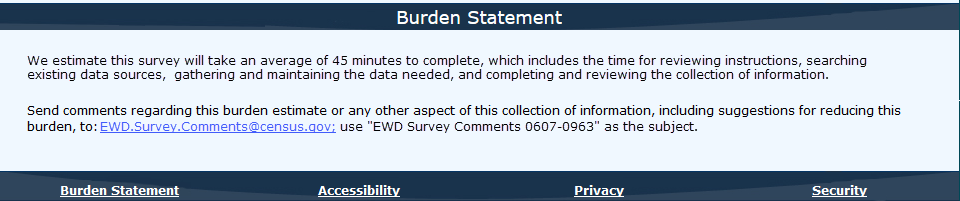 Burden Statement
We estimate this survey will take an average of 45 minutes to complete, which includes the time for reviewing instructions, searching
existing data sources,  gathering and maintaining the data needed, and completing and reviewing the collection of information.
Send comments regarding this burden estimate or any other aspect of this collection of information, including suggestions for reducing this
burden, to: EWD.Survey.Comments@census.gov; use "EWD Survey Comments 0607-0963" as the subject.
Burden Statement Accessibility Privacy Security